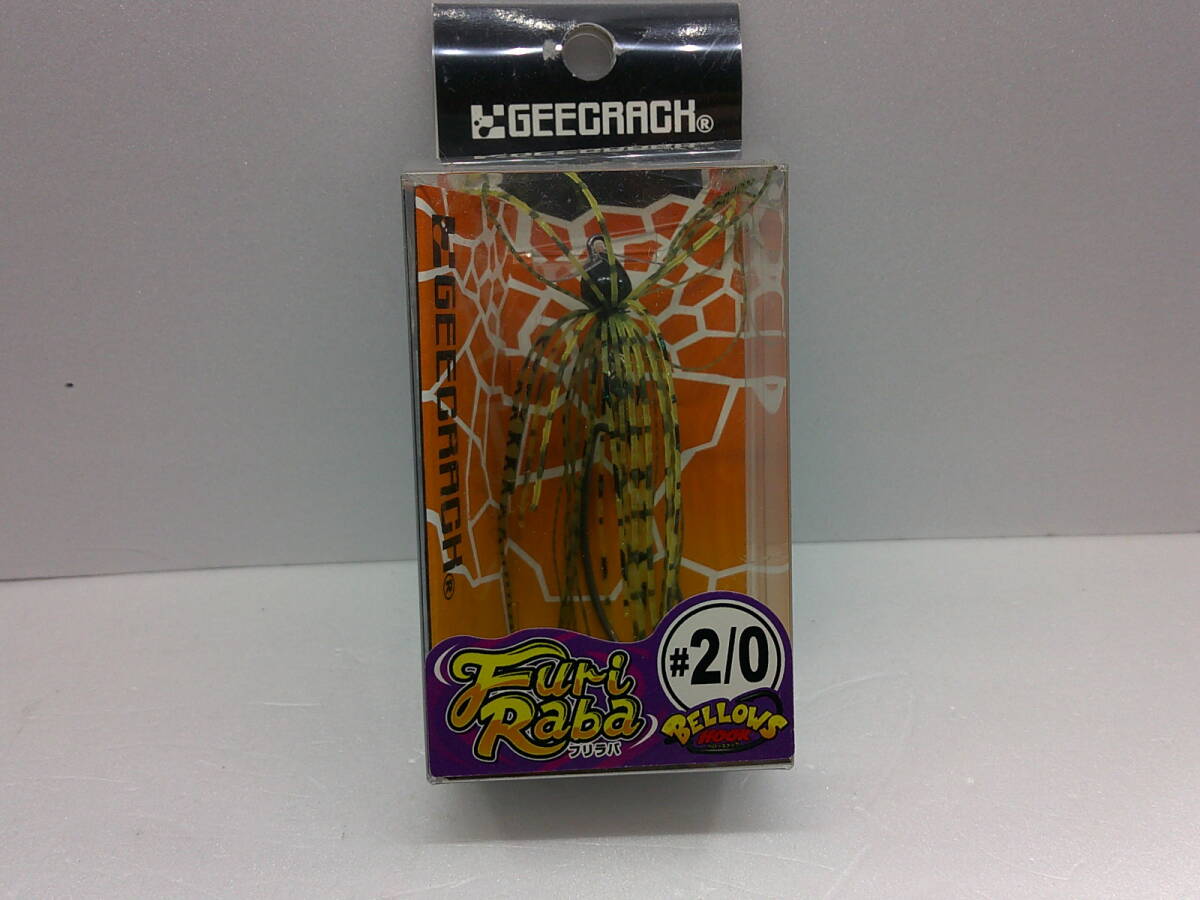 GEECRACK®
GEECRACK®
Furi
Raba
フリラバ
#2/0
BELLOWS
HOOK